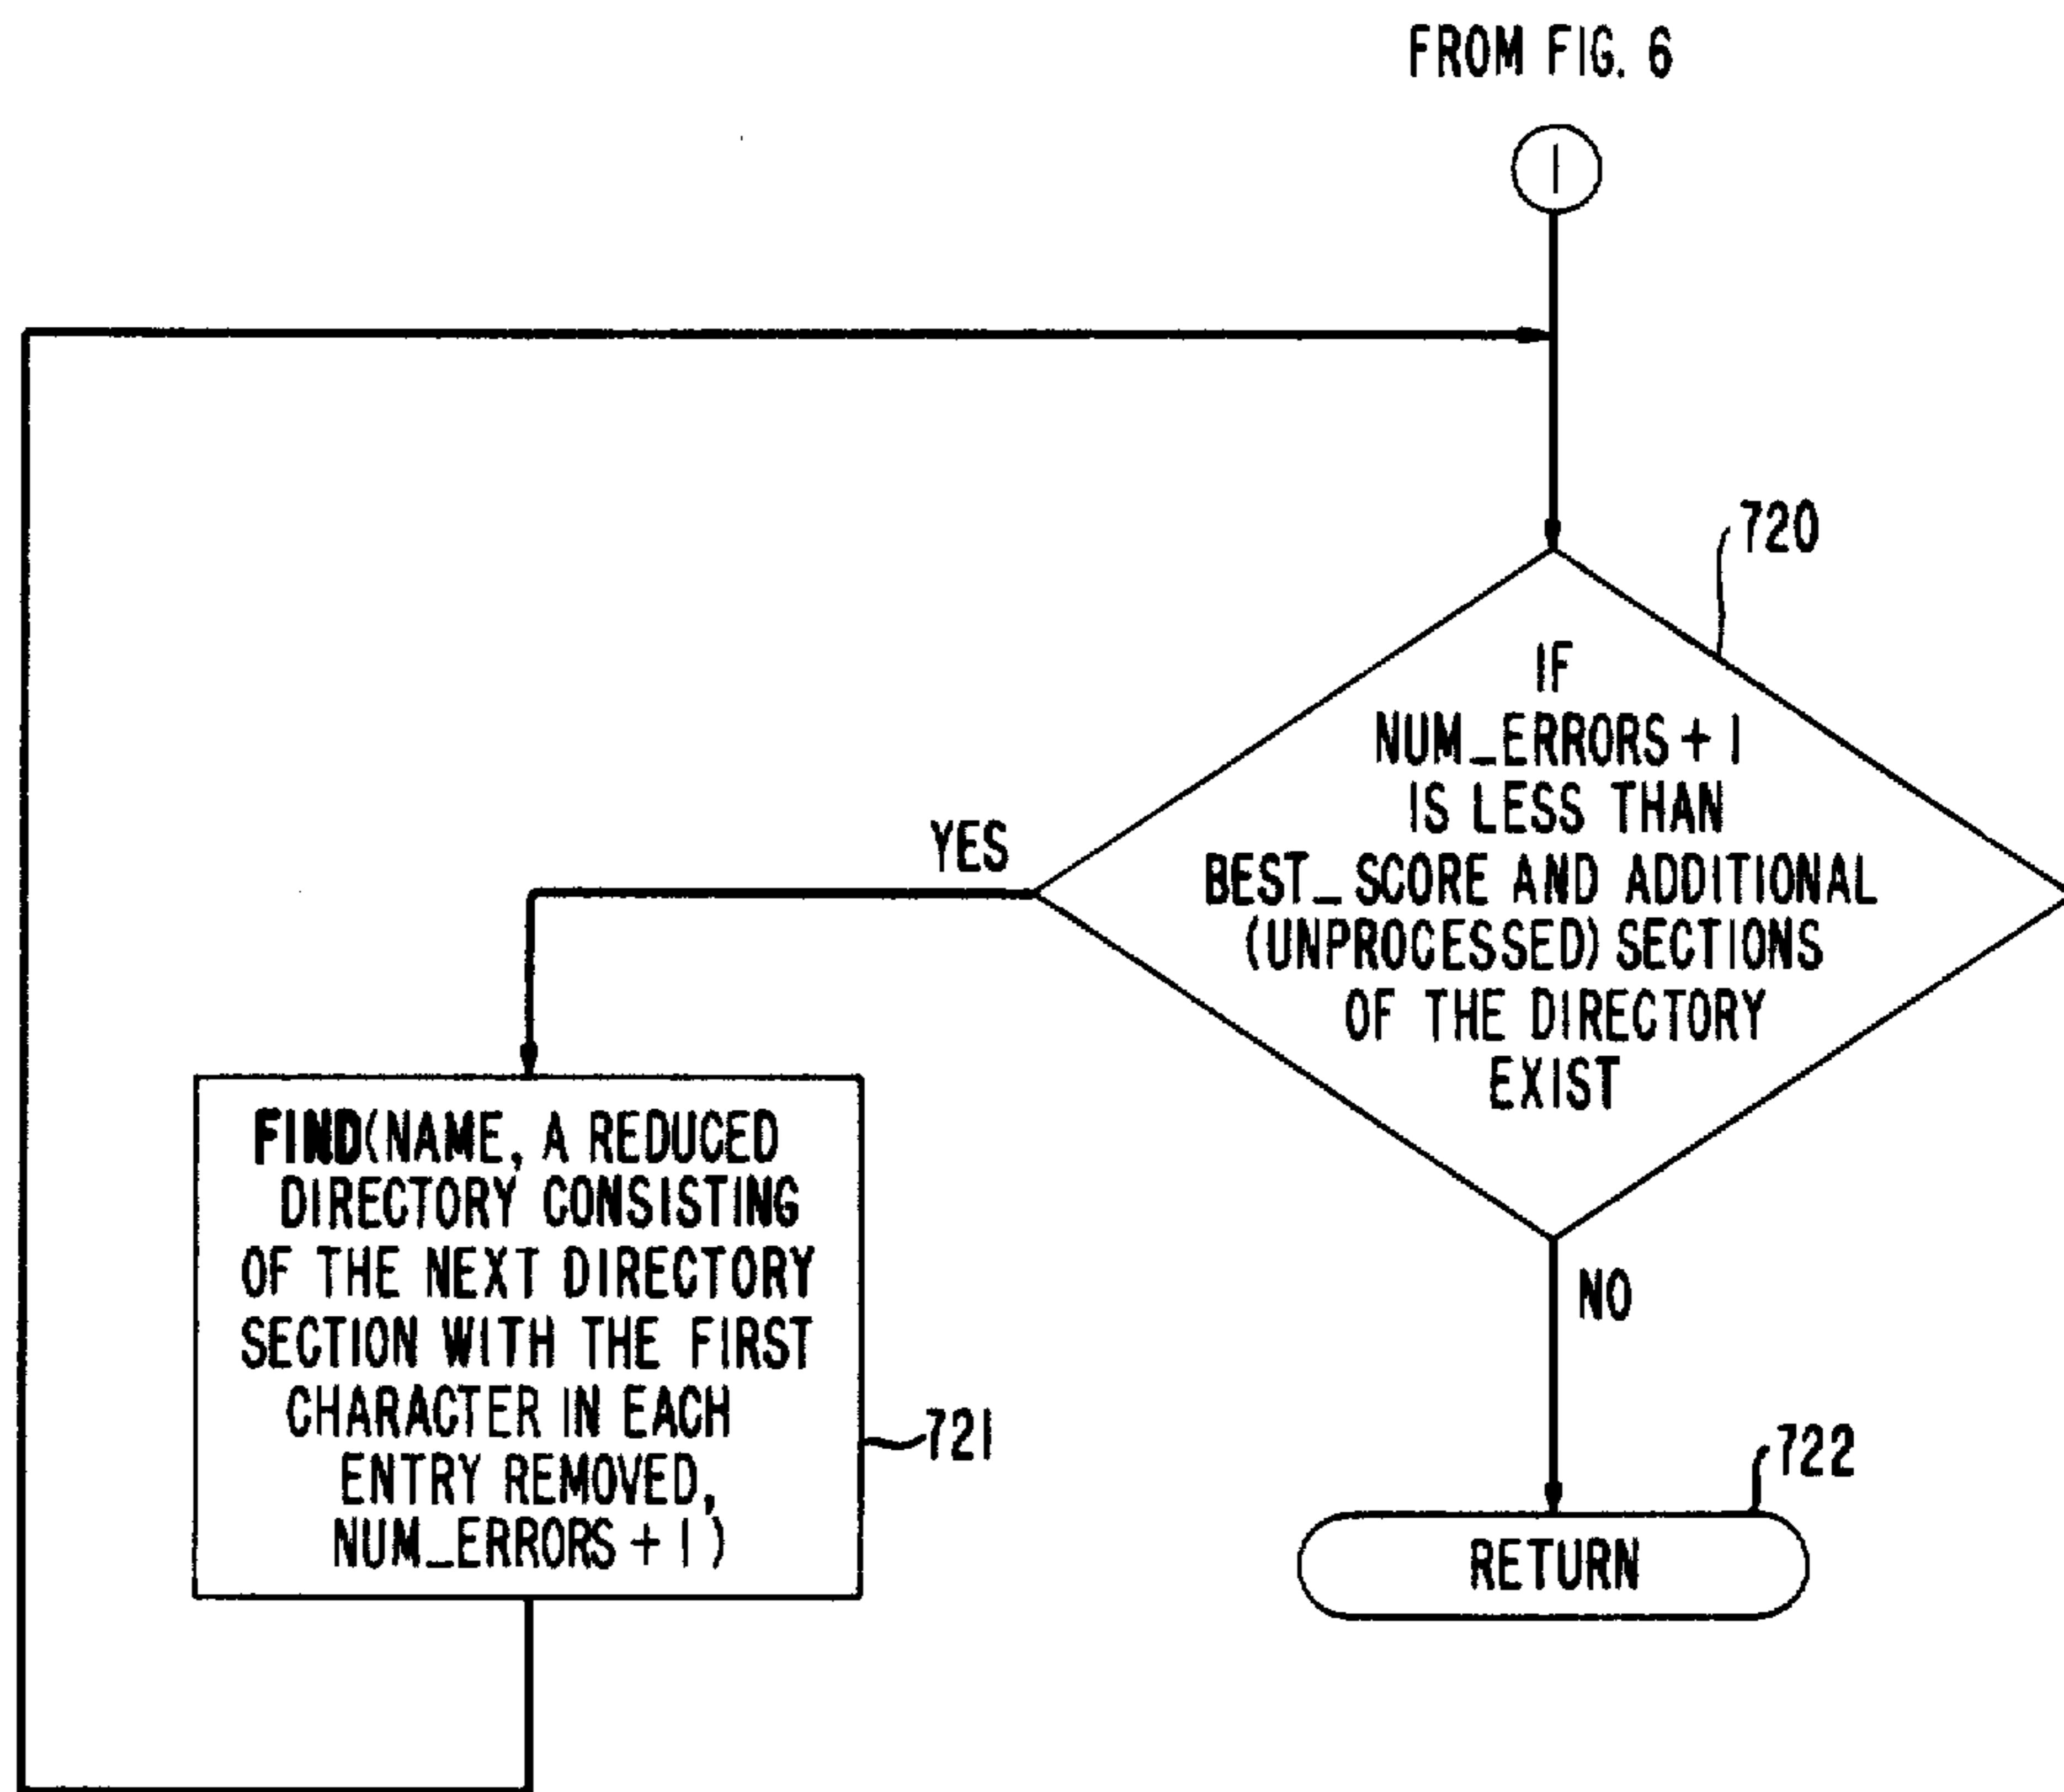 FROM FIG. 6
1
720
IF
NUM_ERRORS + 1
IS LESS THAN
BEST_SCORE AND ADDITIONAL
(UNPROCESSED) SECTIONS
OF THE DIRECTORY
EXIST
YES
NO
FIND(NAME, A REDUCED
DIRECTORY CONSISTING
OF THE NEXT DIRECTORY
SECTION WITH THE FIRST
CHARACTER IN EACH
ENTRY REMOVED,
NUM_ERRORS + 1)
721
722
RETURN